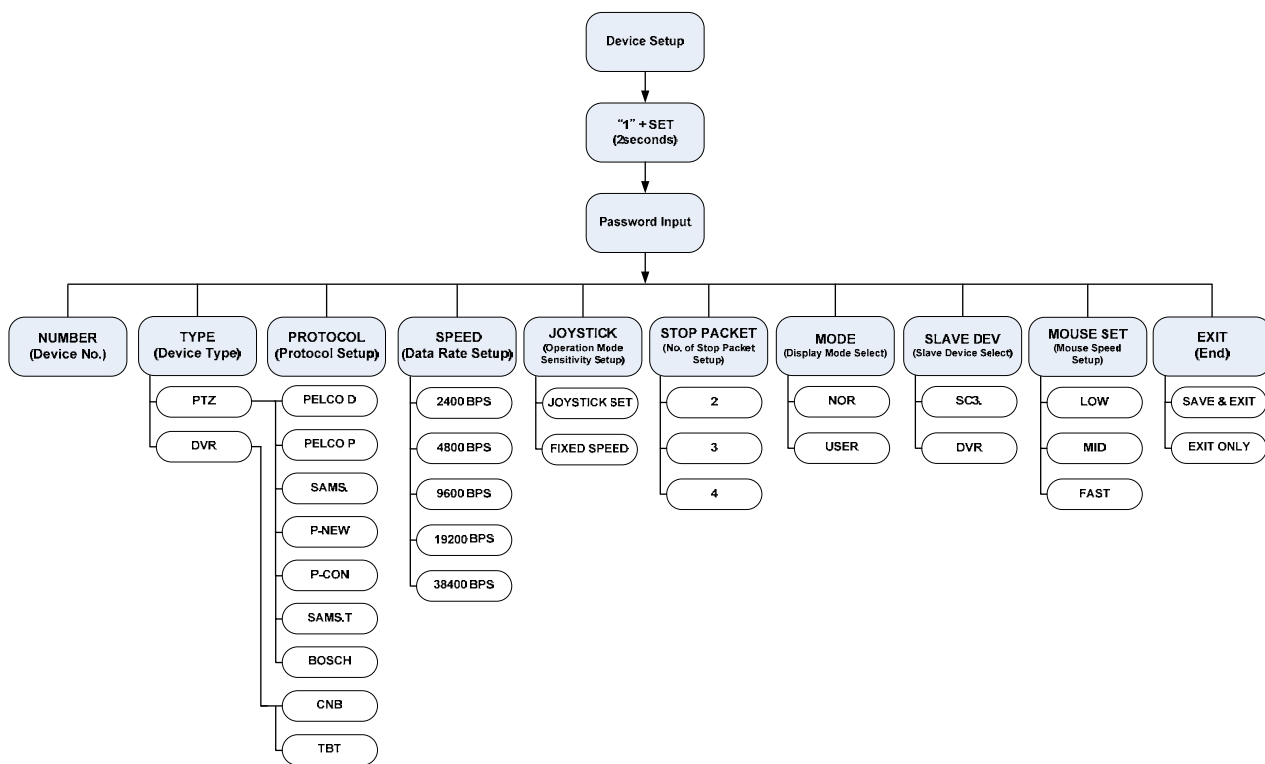 Device Setup
“1” + SET
(2seconds)
Password Input
NUMBER
(Device No.)
TYPE
(Device Type)
PTZ
DVR
PROTOCOL
(Protocol Setup)
PELCO D
PELCO P
SAMS.
P-NEW
P-CON
SAMS.T
BOSCH
CNB
TBT
SPEED
(Data Rate Setup)
2400 BPS
4800 BPS
9600 BPS
19200 BPS
38400 BPS
JOYSTICK
(Operation Mode
Sensitivity Setup)
JOYSTICK SET
FIXED SPEED
STOP PACKET
(No. of Stop Packet
Setup)
2
3
4
MODE
(Display Mode Select)
NOR
USER
SLAVE DEV
(Slave Device Select)
SC3.
DVR
MOUSE SET
(Mouse Speed
Setup)
LOW
MID
FAST
EXIT
(End)
SAVE & EXIT
EXIT ONLY